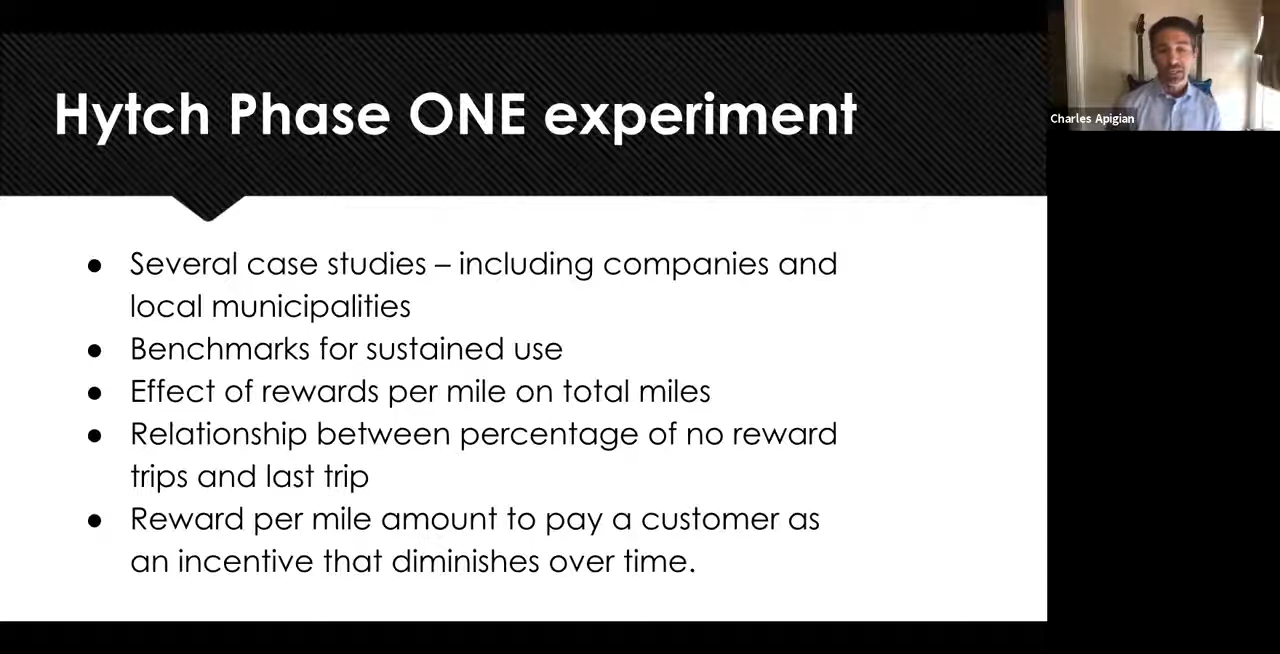 Hytch Phase ONE experiment
● Several case studies – including companies and
local municipalities
● Benchmarks for sustained use
● Effect of rewards per mile on total miles
● Relationship between percentage of no reward
trips and last trip
● Reward per mile amount to pay a customer as
an incentive that diminishes over time.
Charles Apigian